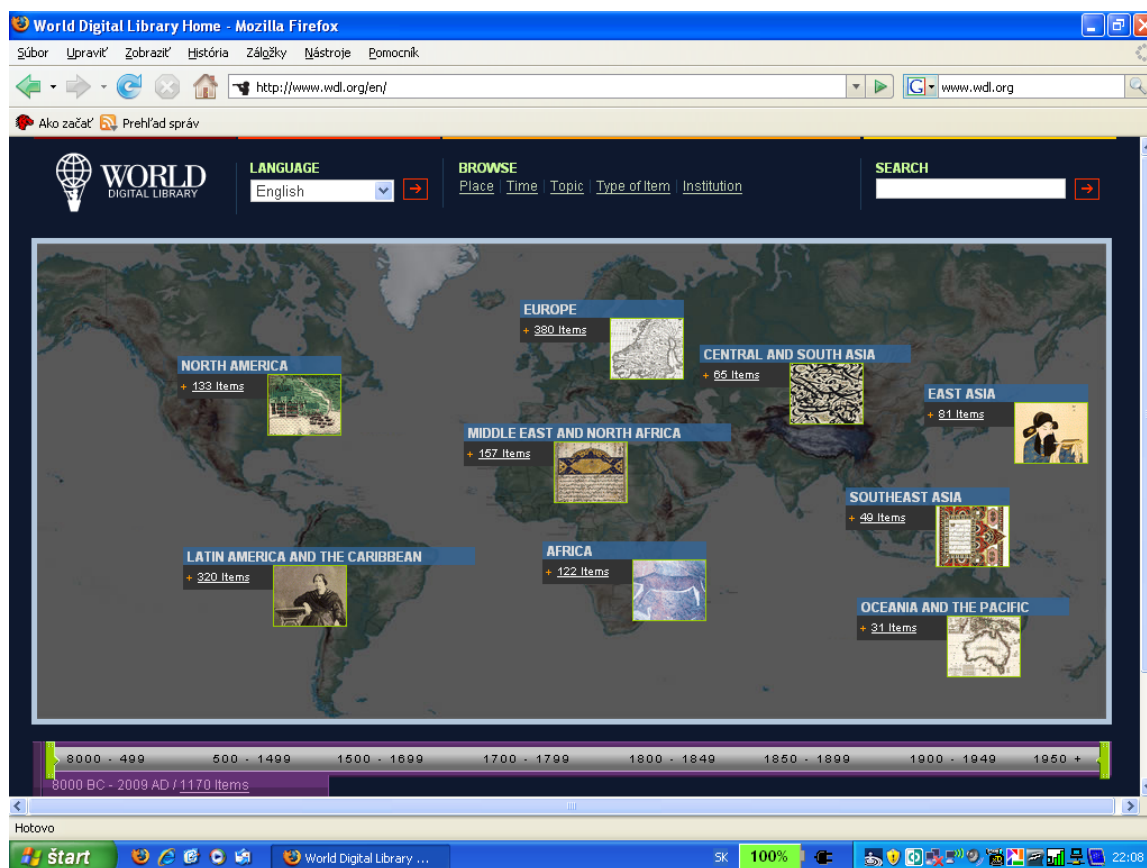 World Digital Library Home - Mozilla Firefox
Súbor Upraviť Zobraziť História Záložky Nástroje Pomocník
http://www.wdl.org/en/
G www.wdl.org
Ako začať Prehľad správ
WORLD
DIGITAL LIBRARY
LANGUAGE
English
BROWSE
Place | Time | Topic | Type of Item | Institution
SEARCH
EUROPE
+ 380 Items
CENTRAL AND SOUTH ASIA
+ 65 Items
NORTH AMERICA
+ 133 Items
EAST ASIA
+ 81 Items
MIDDLE EAST AND NORTH AFRICA
+ 157 Items
SOUTHEAST ASIA
+ 49 Items
LATIN AMERICA AND THE CARIBBEAN
+ 320 Items
AFRICA
+ 122 Items
OCEANIA AND THE PACIFIC
+ 31 Items
8000 - 499 500 - 1499 1500 - 1699 1700 - 1799 1800 - 1849 1850 - 1899 1900 - 1949 1950 +
8000 BC - 2009 AD / 1170 Items
Hotovo
štart World Digital Library ... SK 100% 22:08